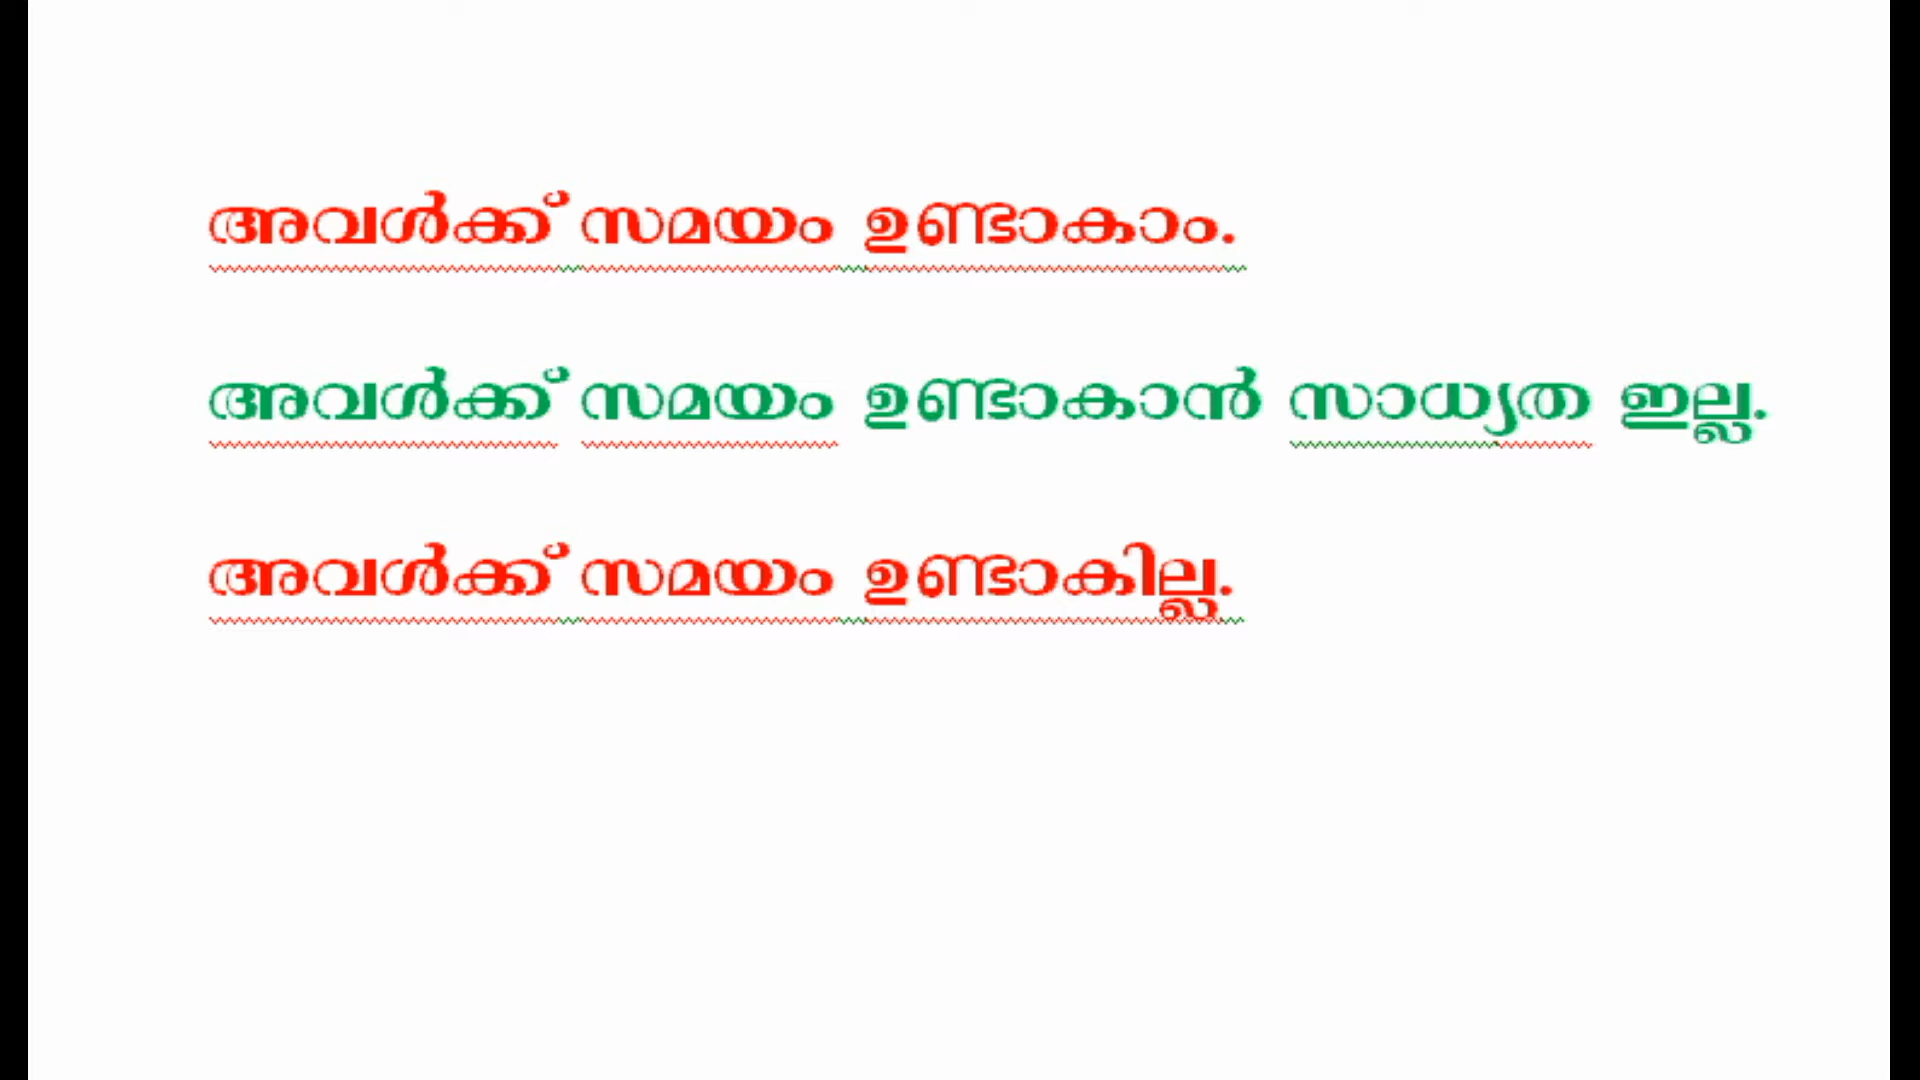 അവൾക്ക് സമയം ഉണ്ടാകാം.
അവൾക്ക് സമയം ഉണ്ടാകാൻ സാധ്യത ഇല്ല.
അവൾക്ക് സമയം ഉണ്ടാകില്ല.